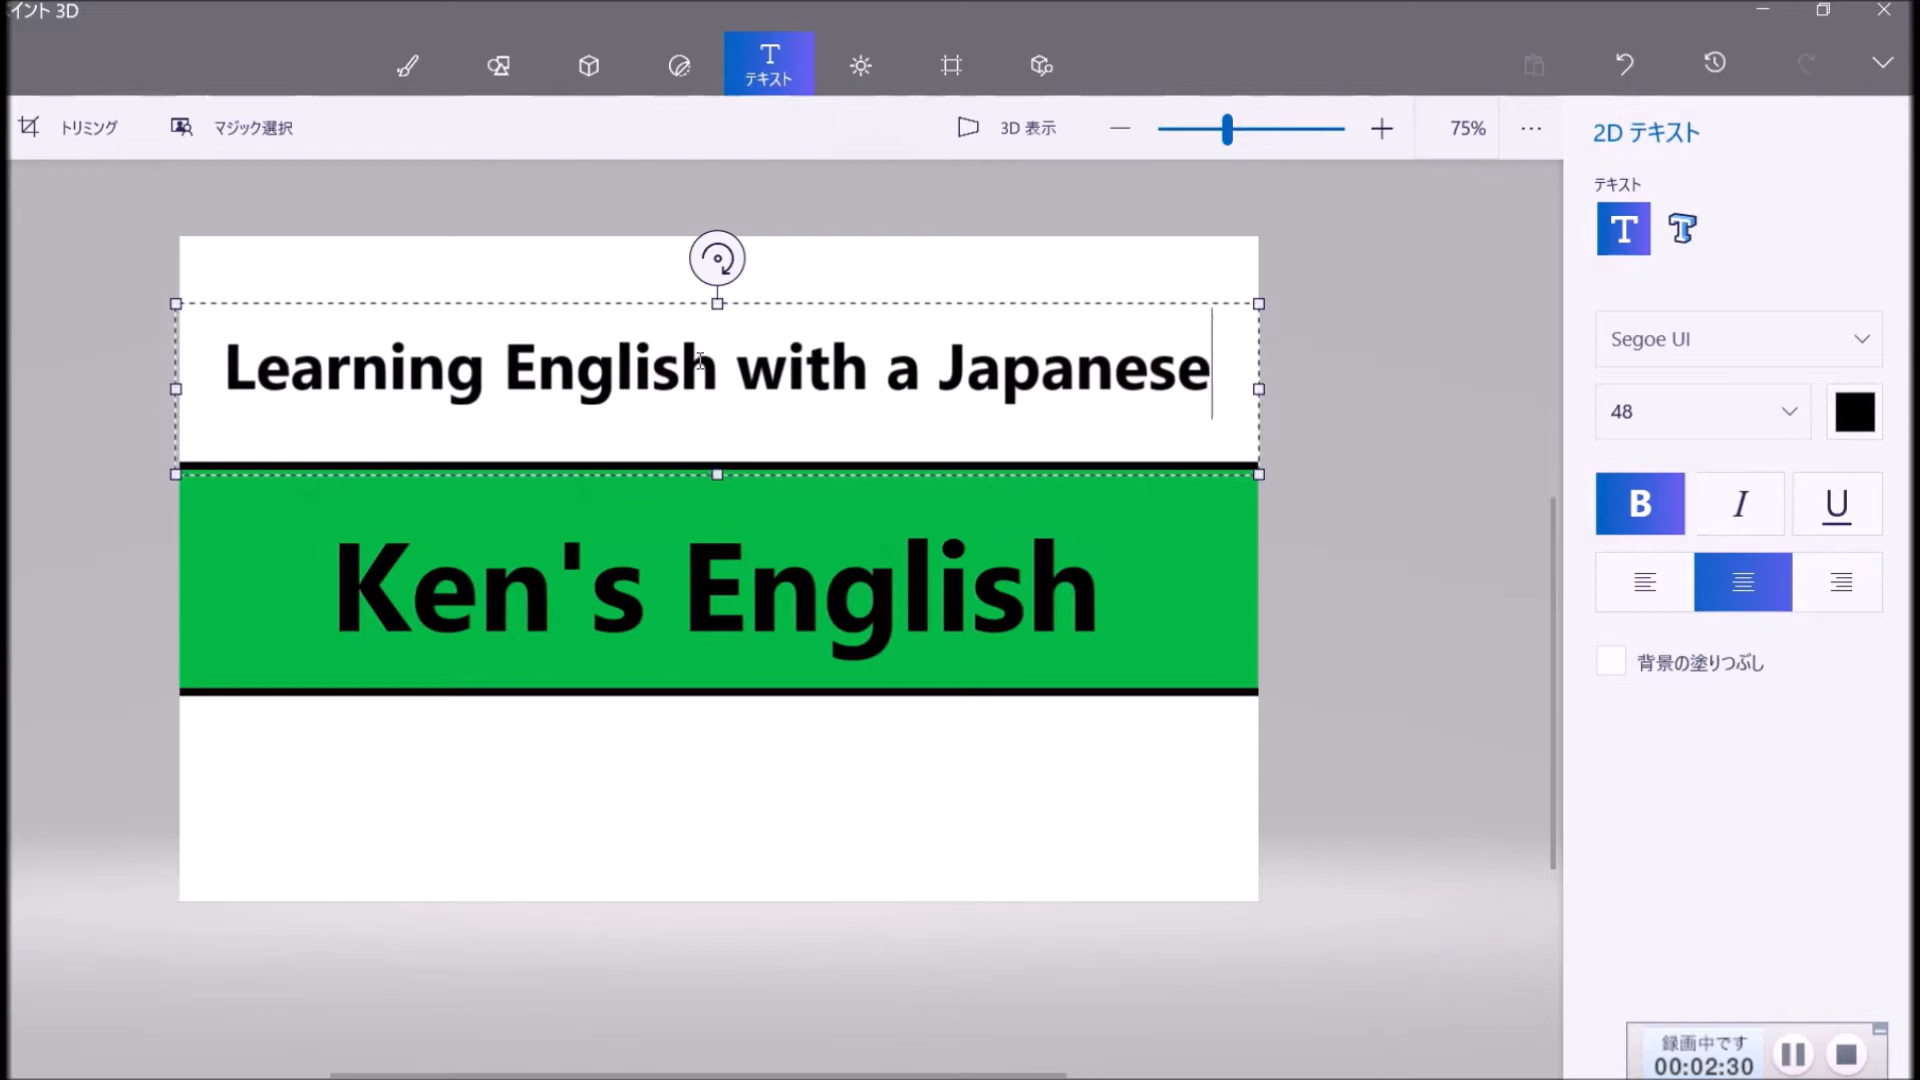 イント 3D
テキスト
トリミング
マジック選択
3D 表示
75%
2D テキスト
テキスト
Segoe UI
48
B I U
背景の塗りつぶし
Learning English with a Japanese
Ken's English
録画中です
00:02:30